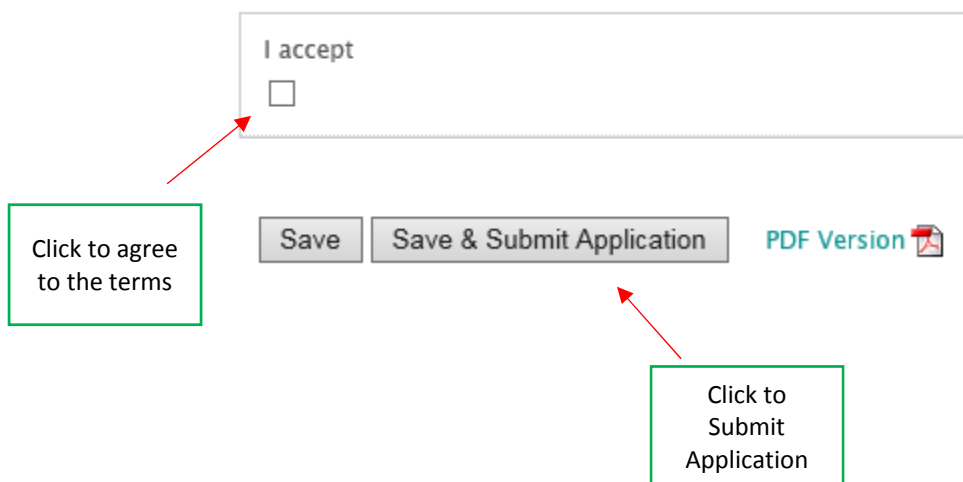 I accept
Click to agree
to the terms
Save
Save & Submit Application
PDF Version
Click to
Submit
Application